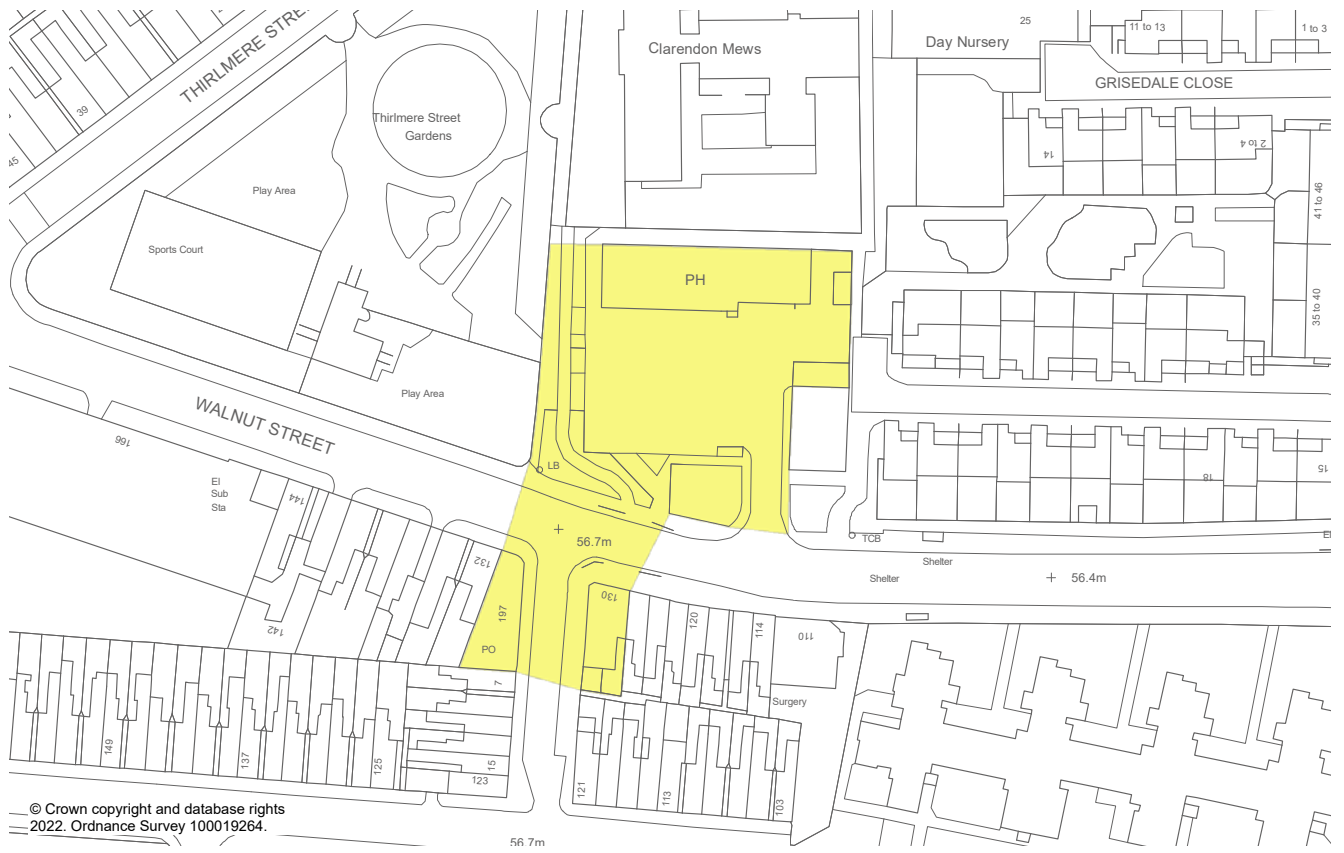 THIRLMERE STRE
39
45
Thirlmere Street
Gardens
Play Area
Sports Court
Play Area
Clarendon Mews
Day Nursery
25
11 to 13
1 to 3
GRISEDALE CLOSE
14
2 to 4
41 to 46
35 to 40
PH
WALNUT STREET
166
El
Sub
Sta
144
142
132
LB
56.7m
197
PO
130
120
114
110
Surgery
18
15
TCB
Shelter
Shelter
56.4m
El
7
15
123
149
137
125
121
113
103
56.7m
© Crown copyright and database rights
2022. Ordnance Survey 100019264.